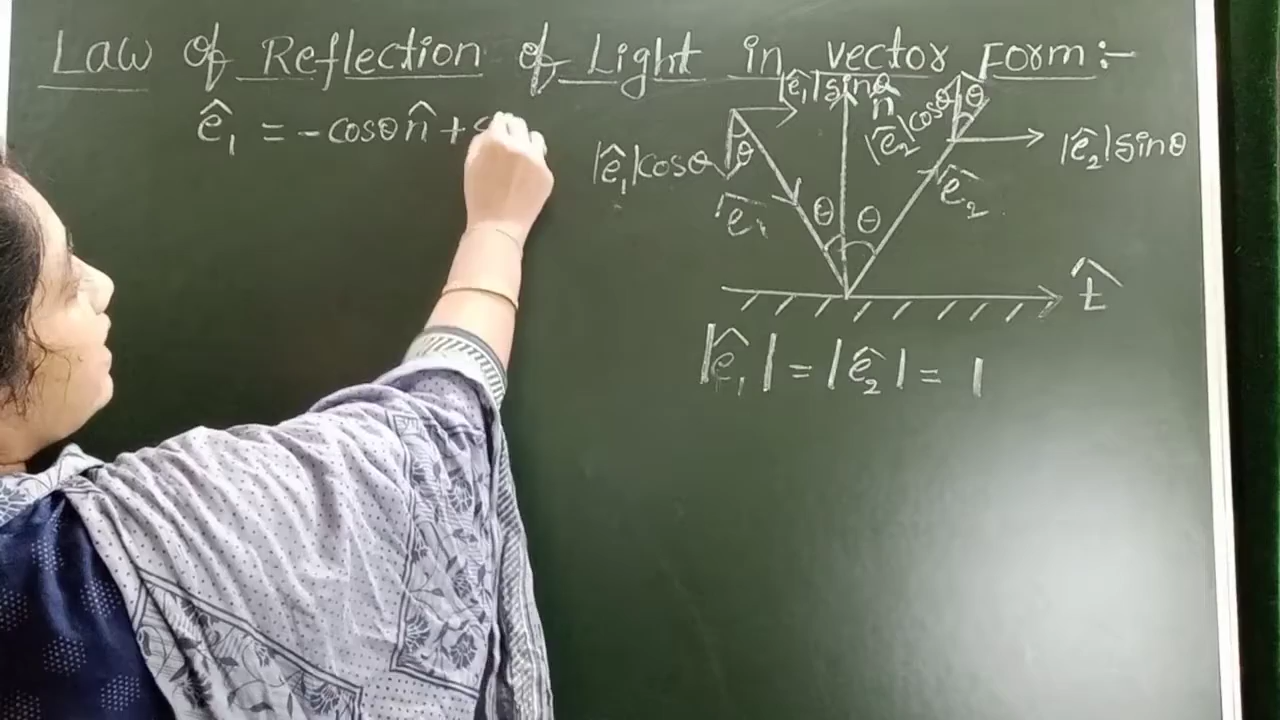 Law of Reflection of Light in vector Form:-
ê₁ = -cosθ n̂ +
|ê₁|sinθ
n̂
|ê₂|cosθ
θ
|ê₁|cosθ
θ
|ê₂|sinθ
ê₁
θ
θ
ê₂
t̂
|ê₁| = |ê₂| = 1